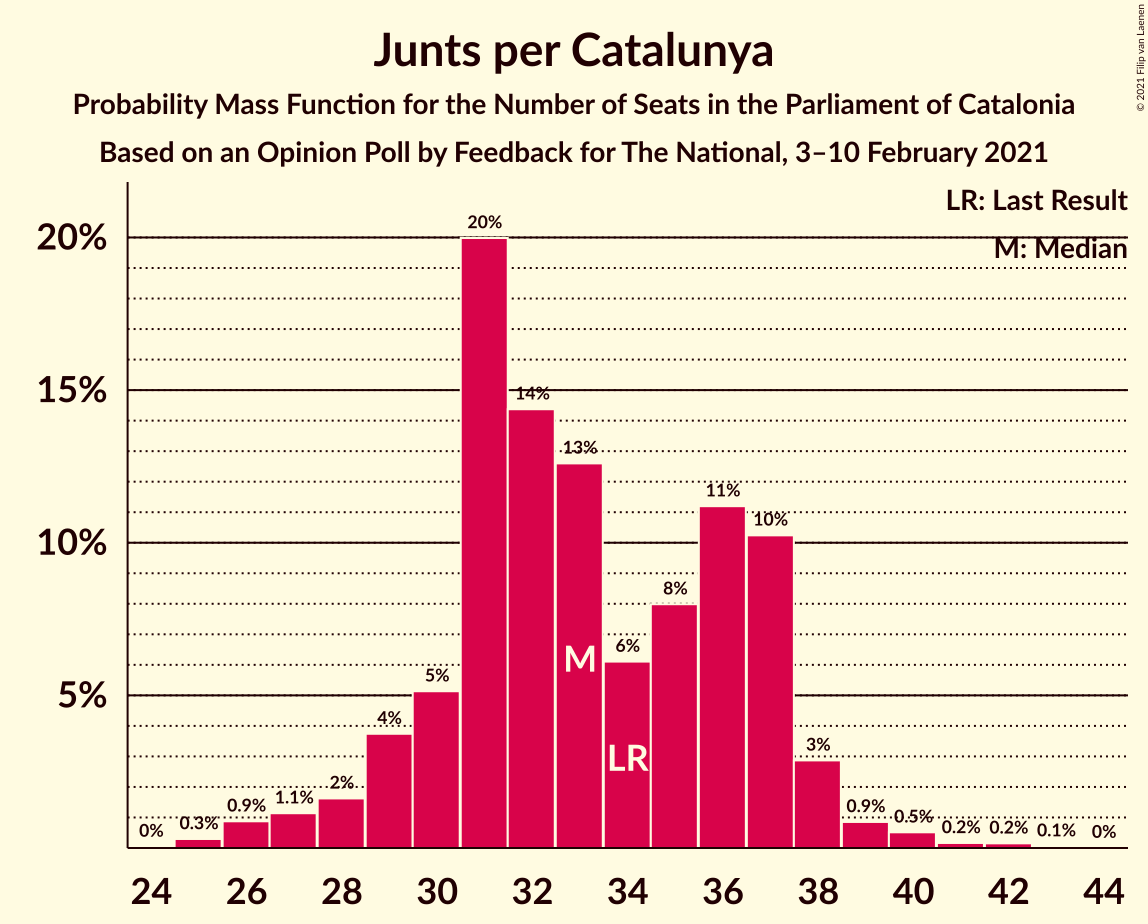 Junts per Catalunya
Probability Mass Function for the Number of Seats in the Parliament of Catalonia
Based on an Opinion Poll by Feedback for The National, 3–10 February 2021
© 2021 Filip van Laenen
LR: Last Result
M: Median
20%
15%
10%
5%
0%
0.3%
0.9%
1.1%
2%
4%
5%
20%
14%
13%
6%
8%
11%
10%
3%
0.9%
0.5%
0.2%
0.2%
0.1%
0%
M
LR
24 26 28 30 32 34 36 38 40 42 44